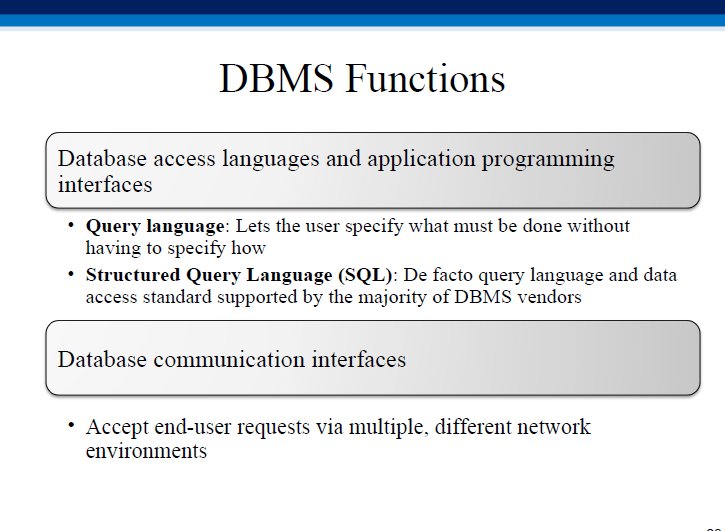 DBMS Functions
Database access languages and application programming
interfaces
• Query language: Lets the user specify what must be done without
having to specify how
• Structured Query Language (SQL): De facto query language and data
access standard supported by the majority of DBMS vendors
Database communication interfaces
• Accept end-user requests via multiple, different network
environments